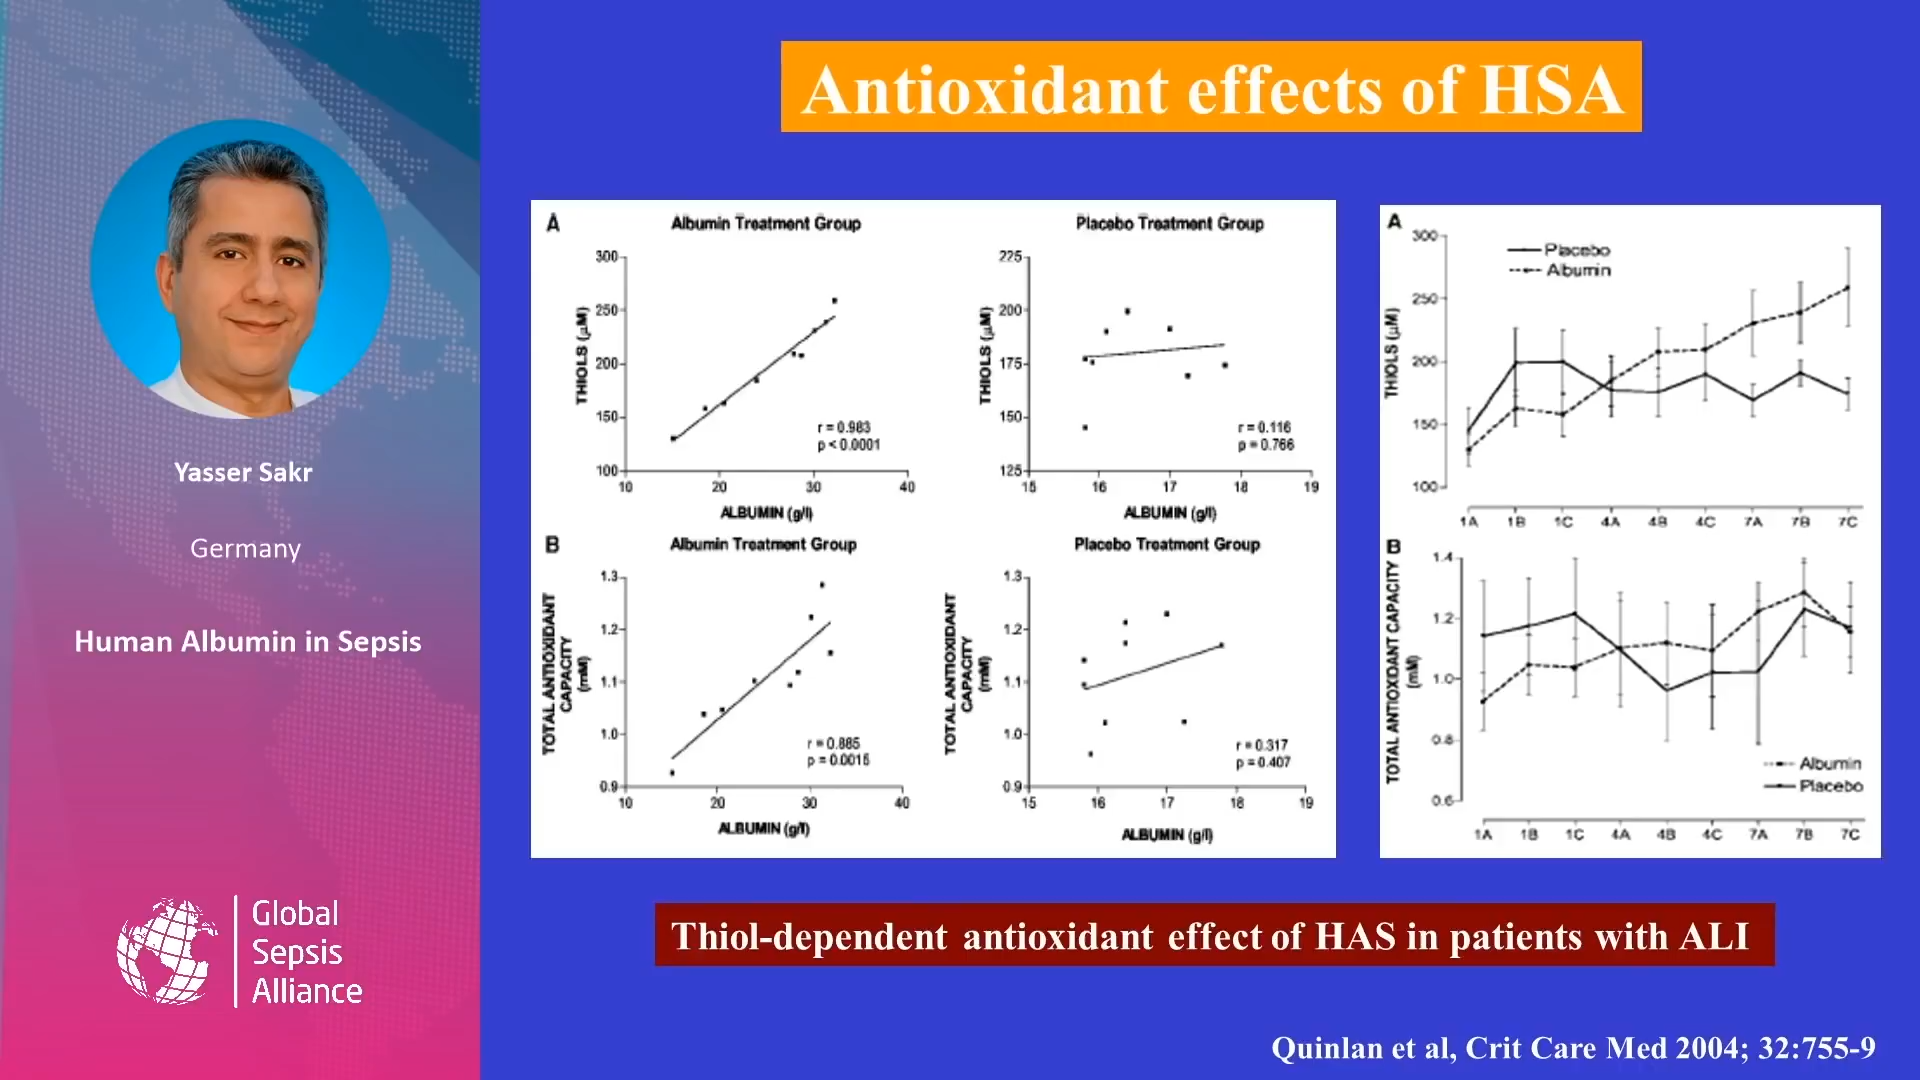 Antioxidant effects of HSA
Yasser Sakr
Germany
Human Albumin in Sepsis
Global
Sepsis
Alliance
A
Albumin Treatment Group
THIOLS (µM)
300
250
200
150
100
10 20 30 40
r = 0.983
p < 0.0001
ALBUMIN (g/l)
Placebo Treatment Group
THIOLS (µM)
225
200
175
150
125
15 16 17 18 19
r = 0.116
p = 0.766
ALBUMIN (g/l)
B
Albumin Treatment Group
TOTAL ANTIOXIDANT
CAPACITY
(mM)
1.3
1.2
1.1
1.0
0.9
10 20 30 40
r = 0.885
p = 0.0015
ALBUMIN (g/l)
Placebo Treatment Group
TOTAL ANTIOXIDANT
CAPACITY
(mM)
1.3
1.2
1.1
1.0
0.9
15 16 17 18 19
r = 0.317
p = 0.407
ALBUMIN (g/l)
A
Placebo
Albumin
THIOLS (µM)
300
250
200
150
100
1A 1B 1C 4A 4B 4C 7A 7B 7C
B
TOTAL ANTIOXIDANT CAPACITY
(mM)
1.4
1.2
1.0
0.8
0.6
Albumin
Placebo
1A 1B 1C 4A 4B 4C 7A 7B 7C
Thiol-dependent antioxidant effect of HAS in patients with ALI
Quinlan et al, Crit Care Med 2004; 32:755-9